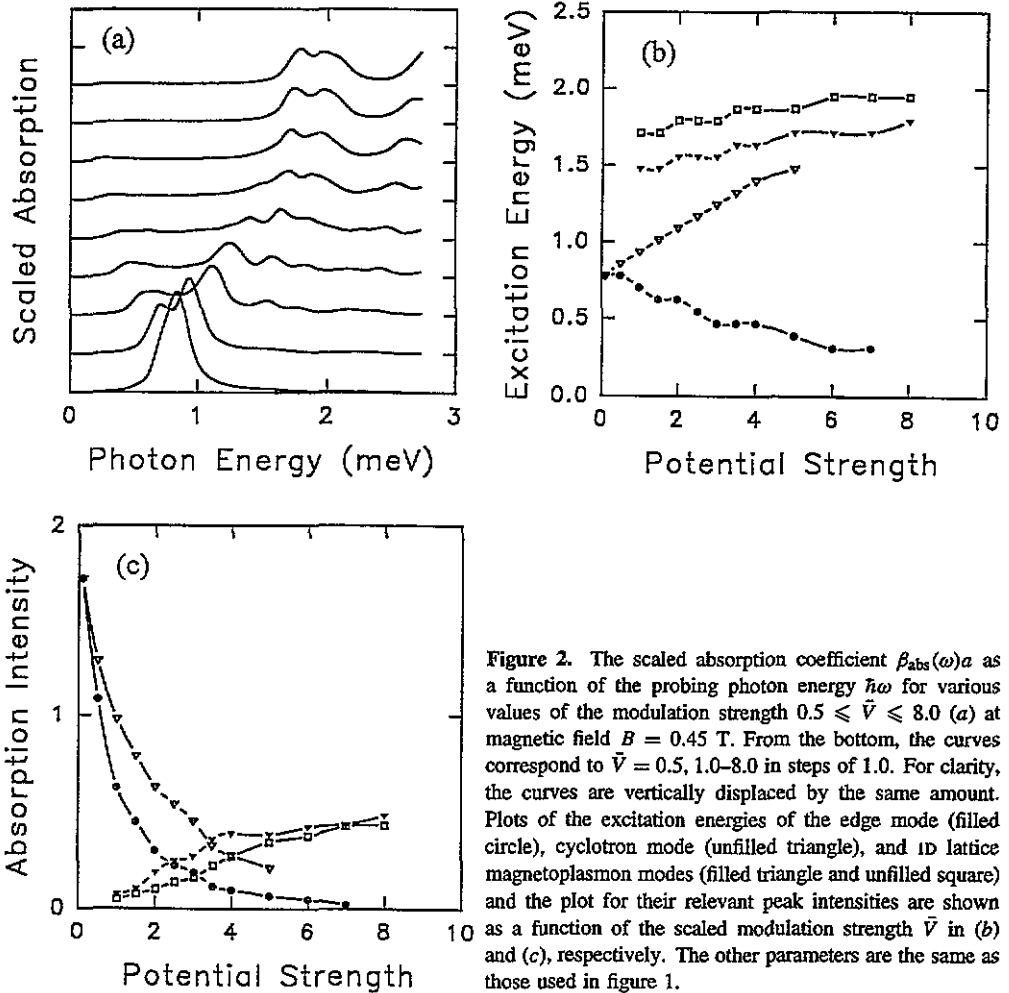 (a)
Scaled Absorption
0 1 2 3
Photon Energy (meV)
(b)
Excitation Energy (meV)
2.5
2.0
1.5
1.0
0.5
0.0
0 2 4 6 8 10
Potential Strength
(c)
Absorption Intensity
2
1
0
0 2 4 6 8 10
Potential Strength
Figure 2. The scaled absorption coefficient β_abs(ω)a as
a function of the probing photon energy ħω for various
values of the modulation strength 0.5 ⩽ V̄ ⩽ 8.0 (a) at
magnetic field B = 0.45 T. From the bottom, the curves
correspond to V̄ = 0.5, 1.0–8.0 in steps of 1.0. For clarity,
the curves are vertically displaced by the same amount.
Plots of the excitation energies of the edge mode (filled
circle), cyclotron mode (unfilled triangle), and 1D lattice
magnetoplasmon modes (filled triangle and unfilled square)
and the plot for their relevant peak intensities are shown
as a function of the scaled modulation strength V̄ in (b)
and (c), respectively. The other parameters are the same as
those used in figure 1.